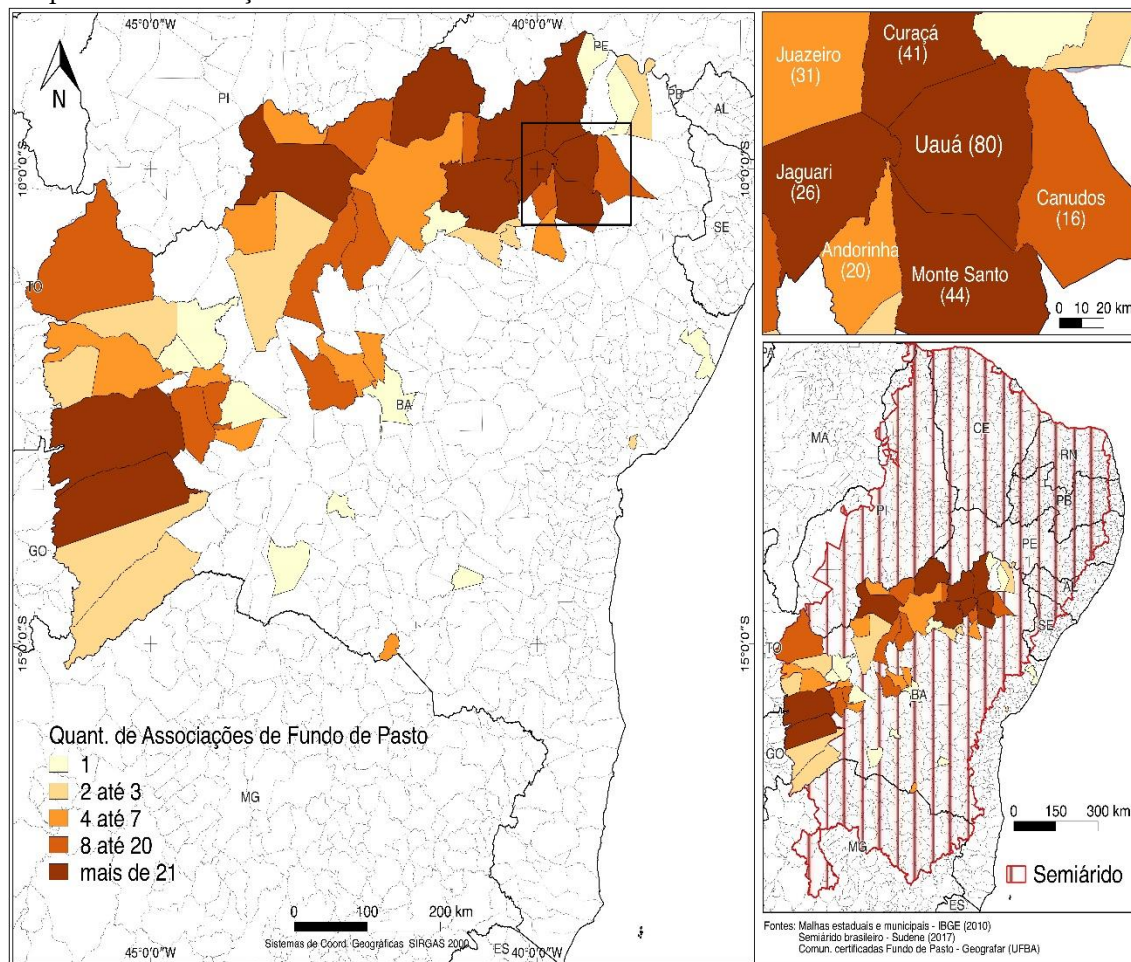 45°0'0"W
40°0'0"W
10°0'0"S
15°0'0"S
N
PI
PE
PB
AL
SE
TO
BA
GO
MG
ES
Quant. de Associações de Fundo de Pasto
1
2 até 3
4 até 7
8 até 20
mais de 21
0 100 200 km
Sistemas de Coord. Geográficas SIRGAS 2000
45°0'0"W
40°0'0"W
10°0'0"S
15°0'0"S
Juazeiro
(31)
Curaçá
(41)
Uauá (80)
Jaguari
(26)
Canudos
(16)
Andorinha
(20)
Monte Santo
(44)
0 10 20 km
PA
MA
CE
RN
PB
PI
PE
AL
SE
TO
BA
GO
MG
ES
0 150 300 km
Semiárido
Fontes: Malhas estaduais e municipais - IBGE (2010)
Semiárido brasileiro - Sudene (2017)
Comun. certificadas Fundo de Pasto - Geografar (UFBA)